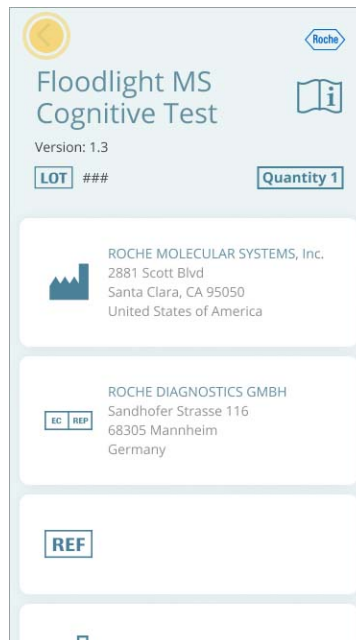 Roche
Floodlight MS
Cognitive Test
i
Version: 1.3
LOT ###
Quantity 1
ROCHE MOLECULAR SYSTEMS, Inc.
2881 Scott Blvd
Santa Clara, CA 95050
United States of America
EC REP
ROCHE DIAGNOSTICS GMBH
Sandhofer Strasse 116
68305 Mannheim
Germany
REF